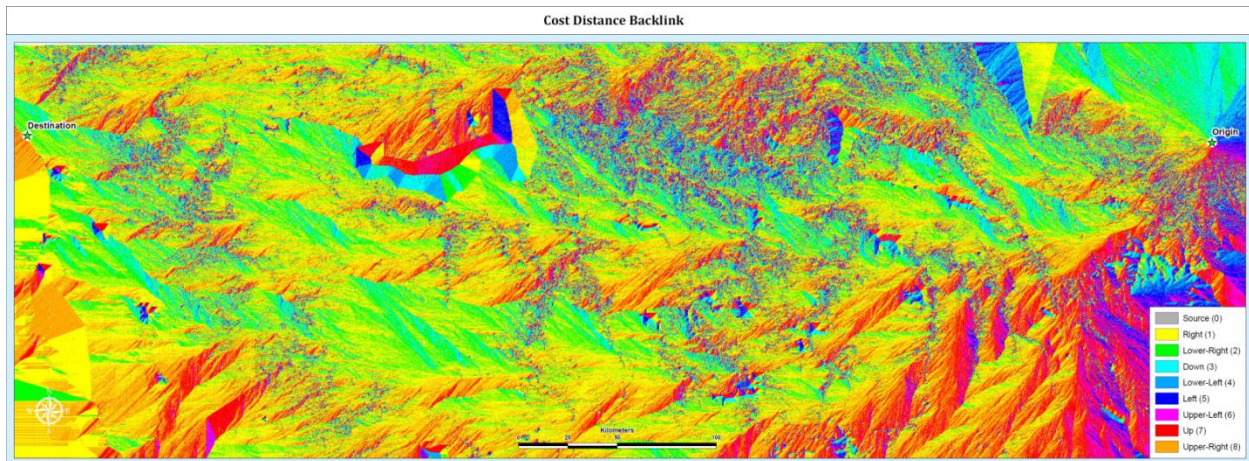 Cost Distance Backlink
Destination
Origin
Source (0)
Right (1)
Lower-Right (2)
Down (3)
Lower-Left (4)
Left (5)
Upper-Left (6)
Up (7)
Upper-Right (8)
Kilometers
25 50 100